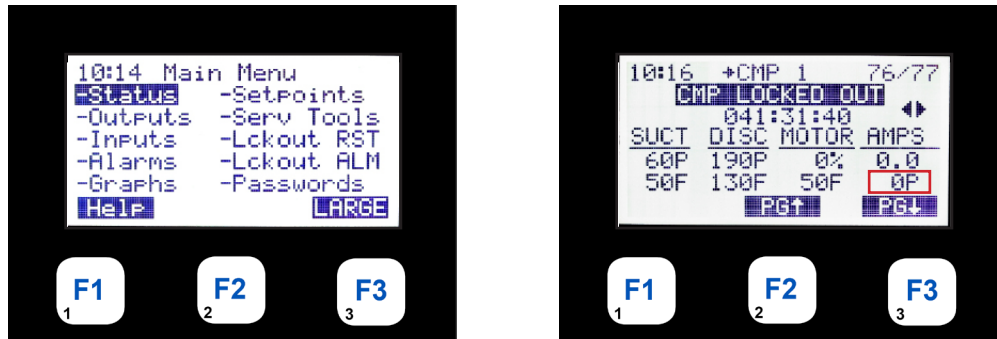 10:14 Main Menu
-Status -Setpoints
-Outputs -Serv Tools
-Inputs -Lckout RST
-Alarms -Lckout ALM
-Graphs -Passwords
Help LARGE
F1 F2 F3
1 2 3
10:16 →CMP 1 76/77
CMP LOCKED OUT
041:31:40
SUCT DISC MOTOR AMPS
60P 190P 0% 0.0
50F 130F 50F 0P
PG↑ PG↓
F1 F2 F3
1 2 3